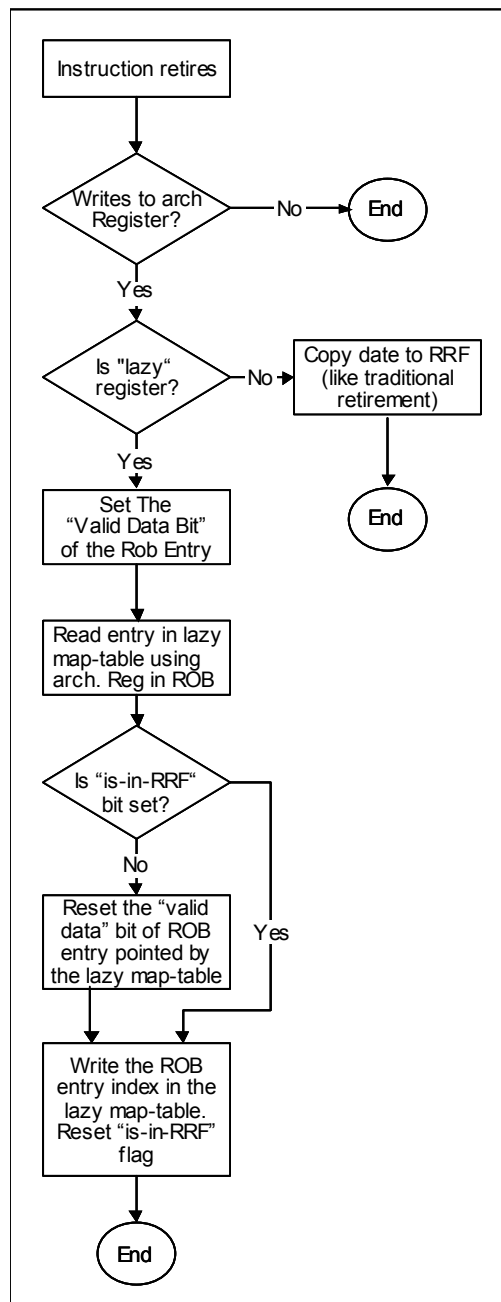 Instruction retires
Writes to arch
Register?
No
End
Yes
Is "lazy“
register?
No
Copy date to RRF
(like traditional
retirement)
Yes
End
Set The
“Valid Data Bit”
of the Rob Entry
Read entry in lazy
map-table using
arch. Reg in ROB
Is “is-in-RRF“
bit set?
No
Yes
Reset the “valid
data” bit of ROB
entry pointed by
the lazy map-table
Write the ROB
entry index in the
lazy map-table.
Reset “is-in-RRF”
flag
End